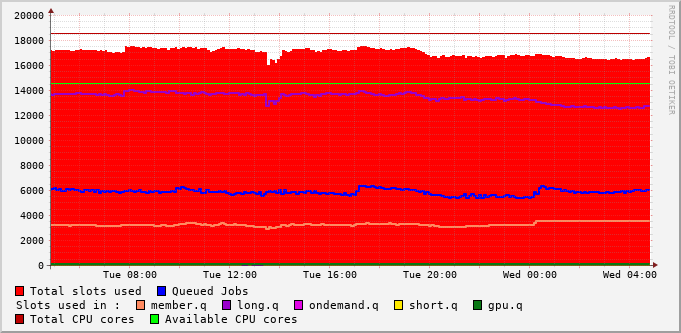 20000
18000
16000
14000
12000
10000
8000
6000
4000
2000
0
Tue 08:00 Tue 12:00 Tue 16:00 Tue 20:00 Wed 00:00 Wed 04:00
Total slots used Queued Jobs
Slots used in : member.q long.q ondemand.q short.q gpu.q
Total CPU cores Available CPU cores
RRDTOOL / TOBI OETIKER